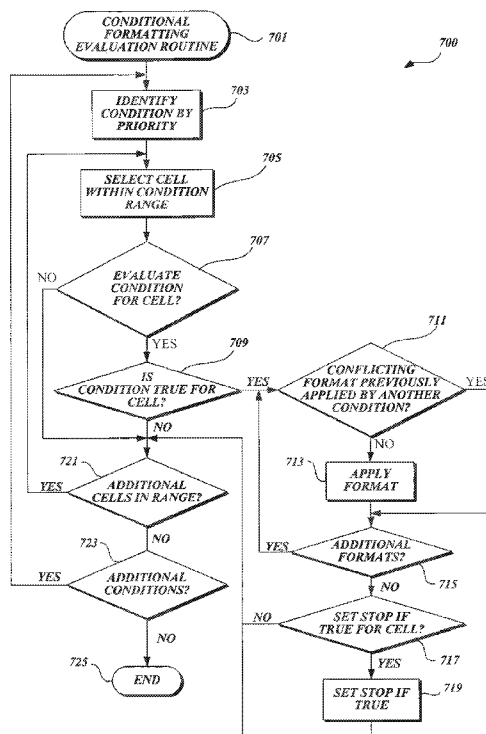 CONDITIONAL
FORMATTING
EVALUATION ROUTINE
701
700
IDENTIFY
CONDITION BY
PRIORITY
703
SELECT CELL
WITHIN CONDITION
RANGE
705
707
NO
EVALUATE
CONDITION
FOR CELL?
YES
709
IS
CONDITION TRUE FOR
CELL?
YES
NO
711
CONFLICTING
FORMAT PREVIOUSLY
APPLIED BY ANOTHER
CONDITION?
YES
NO
713
APPLY
FORMAT
721
ADDITIONAL
CELLS IN RANGE?
YES
NO
ADDITIONAL
FORMATS?
YES
715
NO
723
ADDITIONAL
CONDITIONS?
YES
NO
SET STOP IF
TRUE FOR CELL?
NO
717
YES
725
END
SET STOP IF
TRUE
719